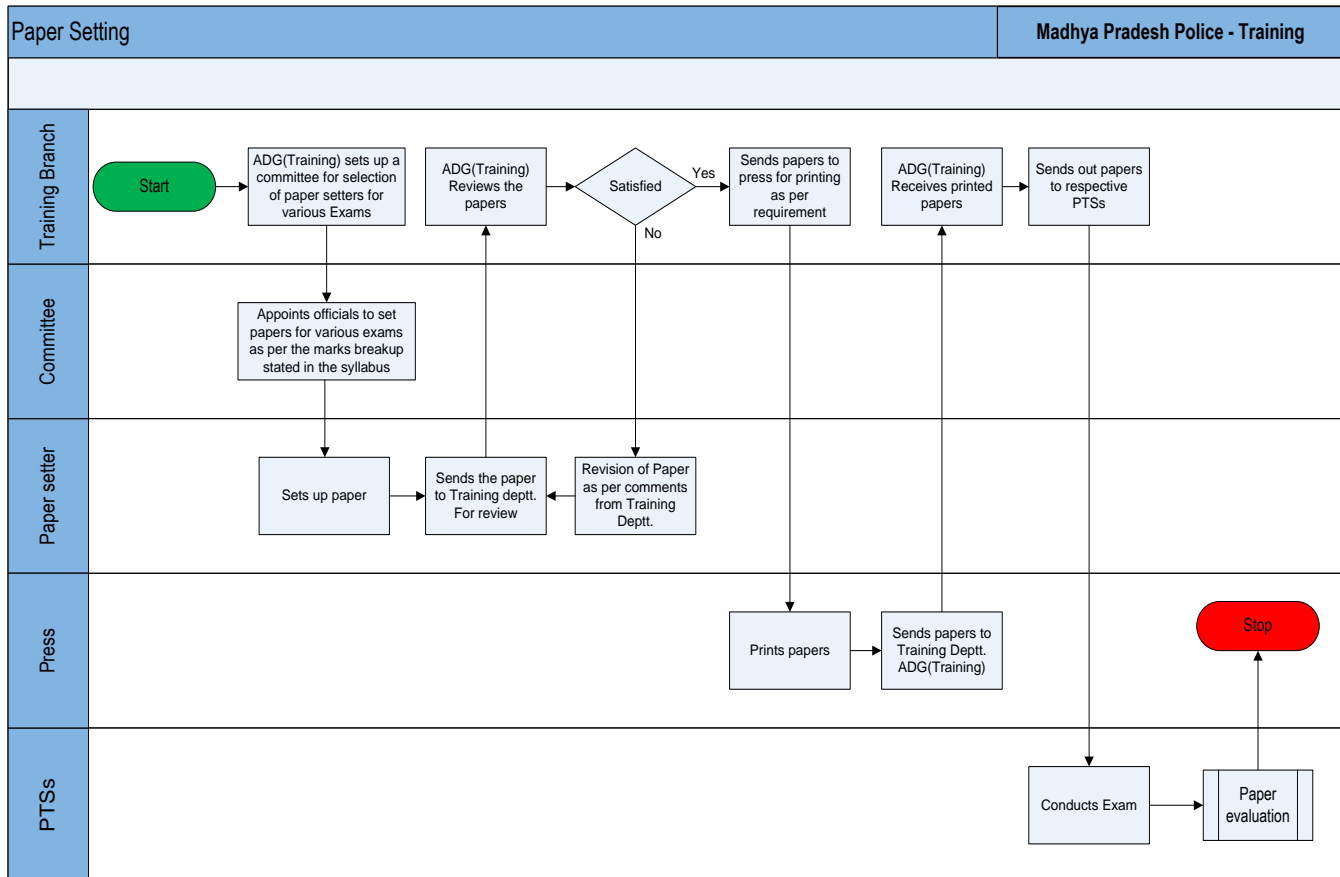 Paper Setting
Madhya Pradesh Police - Training
Training Branch
Start
ADG(Training) sets up a
committee for selection
of paper setters for
various Exams
ADG(Training)
Reviews the
papers
Satisfied
Yes
No
Sends papers to
press for printing
as per
requirement
ADG(Training)
Receives printed
papers
Sends out papers
to respective
PTSs
Committee
Appoints officials to set
papers for various exams
as per the marks breakup
stated in the syllabus
Paper setter
Sets up paper
Sends the paper
to Training deptt.
For review
Revision of Paper
as per comments
from Training
Deptt.
Press
Prints papers
Sends papers to
Training Deptt.
ADG(Training)
Stop
PTSs
Conducts Exam
Paper
evaluation